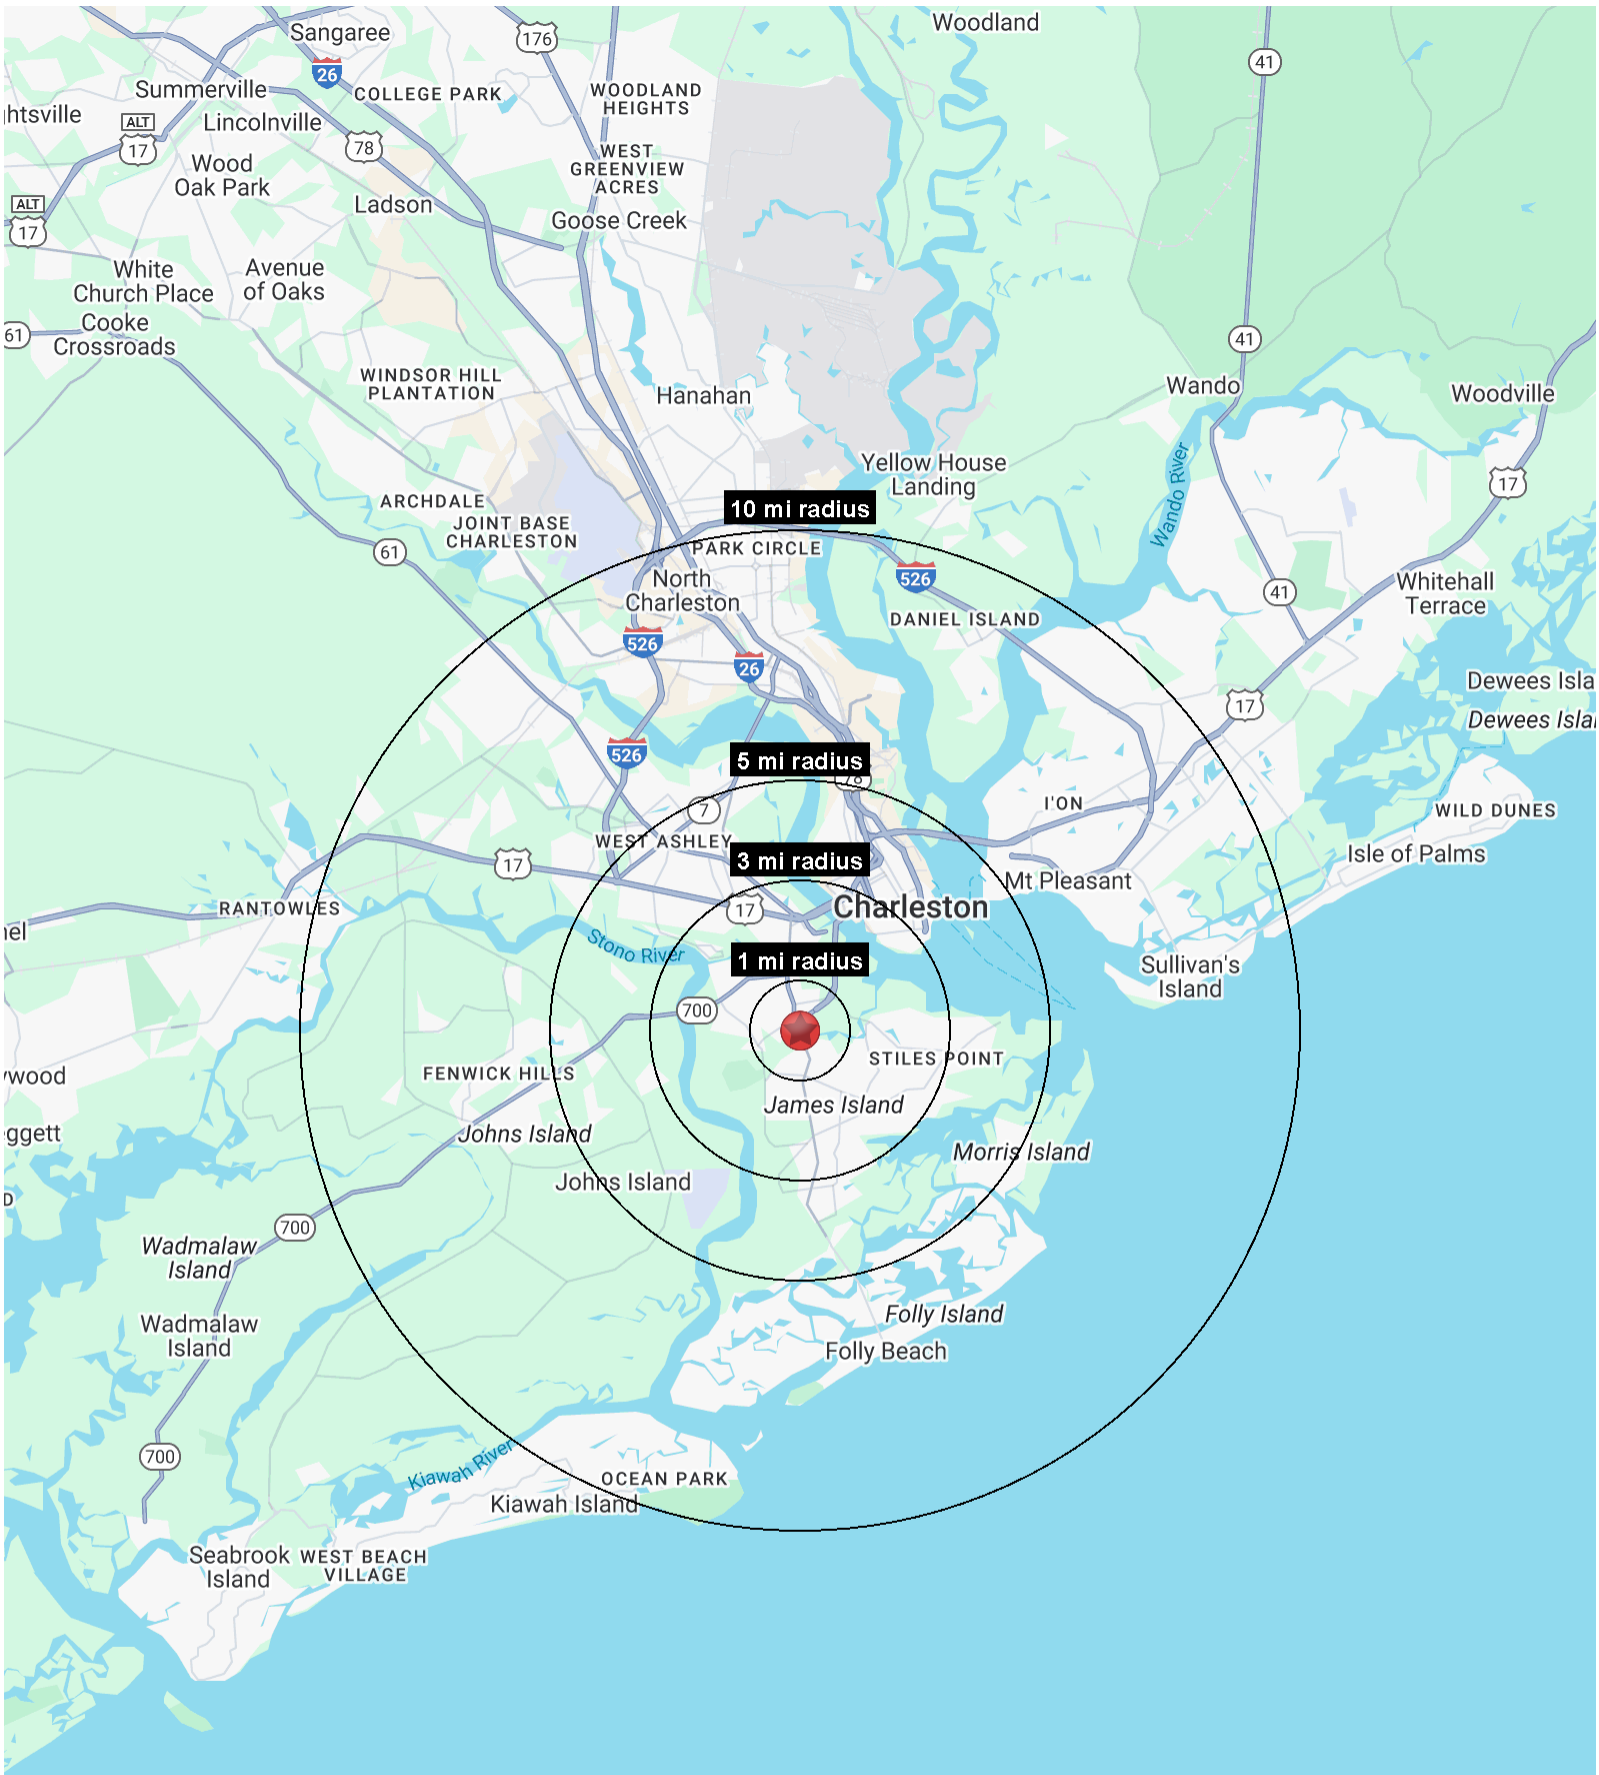 Woodland
Sangaree
176
41
26
Summerville
COLLEGE PARK
WOODLAND
HEIGHTS
htsville
ALT
17
Lincolnville
78
Wood
Oak Park
WEST
GREENVIEW
ACRES
ALT
17
Ladson
Goose Creek
White
Church Place
Avenue
of Oaks
61
Cooke
Crossroads
41
WINDSOR HILL
PLANTATION
Hanahan
Wando
Woodville
Yellow House
Landing
17
Wando River
ARCHDALE
10 mi radius
JOINT BASE
CHARLESTON
61
PARK CIRCLE
North
Charleston
526
41
Whitehall
Terrace
DANIEL ISLAND
526
26
Dewees Isla
17
Dewees Isla
526
5 mi radius
78
7
I'ON
WILD DUNES
WEST ASHLEY
17
3 mi radius
Isle of Palms
Mt Pleasant
RANTOWLES
17
Charleston
nel
Stono River
1 mi radius
Sullivan's
Island
700
STILES POINT
FENWICK HILLS
ywood
James Island
eggett
Johns Island
Morris Island
Johns Island
D
700
Wadmalaw
Island
Folly Island
Wadmalaw
Island
Folly Beach
700
Kiawah River
OCEAN PARK
Kiawah Island
Seabrook
Island
WEST BEACH
VILLAGE